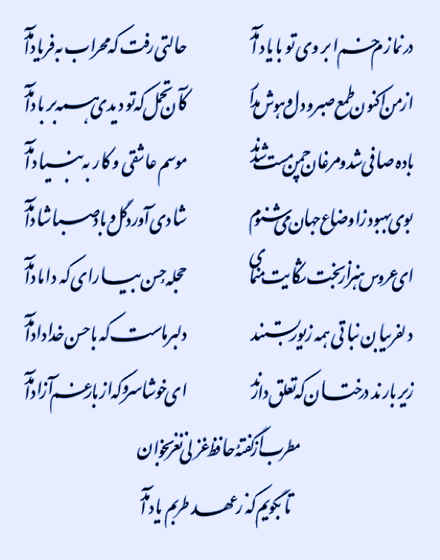 در نمازم خم ابروی تو با یاد آمد حالتی رفت که محراب به فریاد آمد
از من اکنون طمع صبر و دل و هوش مدار کآن تحمل که تو دیدی همه بر باد آمد
باده صافی شد و مرغان چمن مست شدند موسم عاشقی و کار به بنیاد آمد
بوی بهبود ز اوضاع جهان می‌شنوم شادی آورد گل و باد صبا شاد آمد
ای عروس هنر از بخت شکایت منمای حجله حسن بیارای که داماد آمد
دلفریبان نباتی همه زیور بستند دلبر ماست که با حسن خداداد آمد
زیر بارند درختان که تعلق دارند ای خوشا سرو که از بار غم آزاد آمد
مطرب از گفتهٔ حافظ غزلی نغز بخوان
تا بگویم که ز عهد طربم یاد آمد